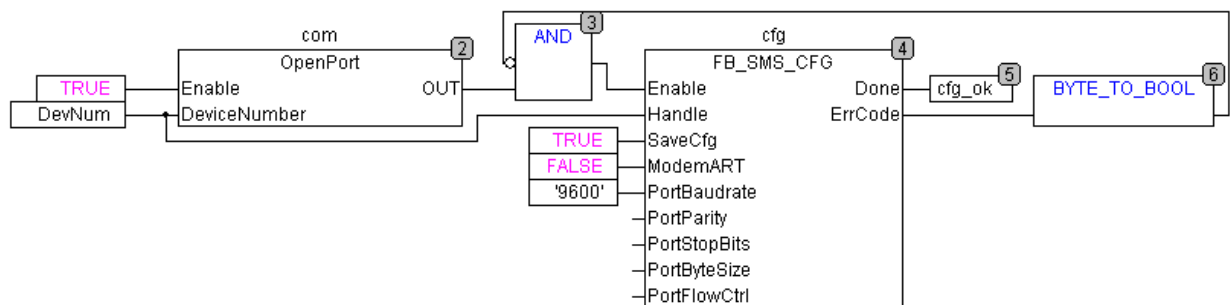 com
2
OpenPort
TRUE
Enable
OUT
DevNum
DeviceNumber
3
AND
cfg
4
FB_SMS_CFG
Enable
Done
Handle
ErrCode
TRUE
SaveCfg
FALSE
ModemART
'9600'
PortBaudrate
PortParity
PortStopBits
PortByteSize
PortFlowCtrl
5
cfg_ok
6
BYTE_TO_BOOL